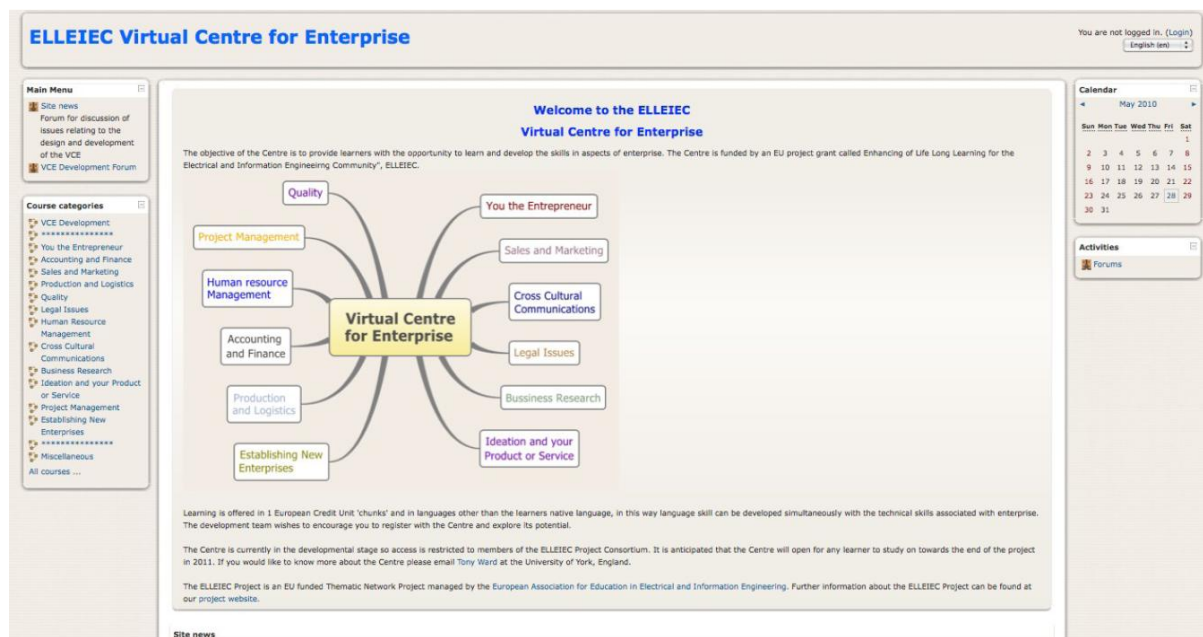 ELLEIEC Virtual Centre for Enterprise
You are not logged in. (Login)
English (en)
Main Menu
Site news
Forum for discussion of
issues relating to the
design and development
of the VCE
VCE Development Forum
Course categories
VCE Development
***************
You the Entrepreneur
Accounting and Finance
Sales and Marketing
Production and Logistics
Quality
Legal Issues
Human Resource
Management
Cross Cultural
Communications
Business Research
Ideation and your Product
or Service
Project Management
Establishing New
Enterprises
***************
Miscellaneous
All courses ...
Welcome to the ELLEIEC
Virtual Centre for Enterprise
The objective of the Centre is to provide learners with the opportunity to learn and develop the skills in aspects of enterprise. The Centre is funded by an EU project grant called Enhancing of Life Long Learning for the
Electrical and Information Engineeirng Community", ELLEIEC.
Quality
Project Management
Human resource
Management
Accounting
and Finance
Production
and Logistics
Establishing New
Enterprises
Virtual Centre
for Enterprise
You the Entrepreneur
Sales and Marketing
Cross Cultural
Communications
Legal Issues
Bussiness Research
Ideation and your
Product or Service
Learning is offered in 1 European Credit Unit 'chunks' and in languages other than the learners native language, in this way language skill can be developed simultaneously with the technical skills associated with enterprise.
The development team wishes to encourage you to register with the Centre and explore its potential.
The Centre is currently in the developmental stage so access is restricted to members of the ELLEIEC Project Consortium. It is anticipated that the Centre will open for any learner to study on towards the end of the project
in 2011. If you would like to know more about the Centre please email Tony Ward at the University of York, England.
The ELLEIEC Project is an EU funded Thematic Network Project managed by the European Association for Education in Electrical and Information Engineering. Further information about the ELLEIEC Project can be found at
our project website.
Site news
Calendar
May 2010
Sun Mon Tue Wed Thu Fri Sat
1
2 3 4 5 6 7 8
9 10 11 12 13 14 15
16 17 18 19 20 21 22
23 24 25 26 27 28 29
30 31
Activities
Forums